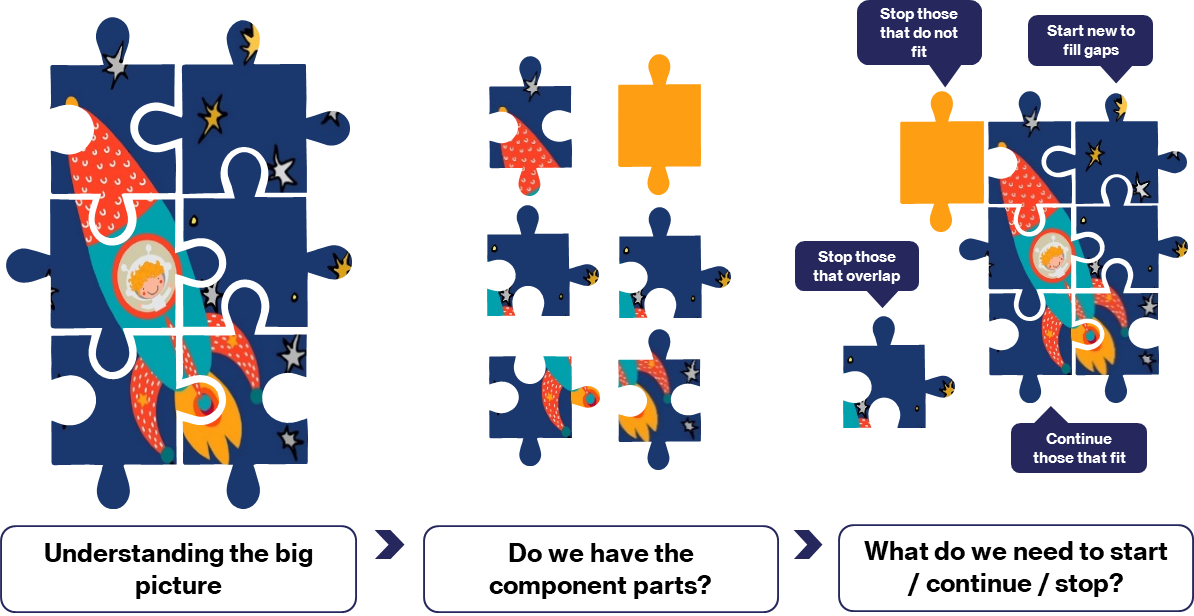 Stop those
that do not
fit
Start new to
fill gaps
Stop those
that overlap
Continue
those that fit
Understanding the big
picture
Do we have the
component parts?
What do we need to start
/ continue / stop?